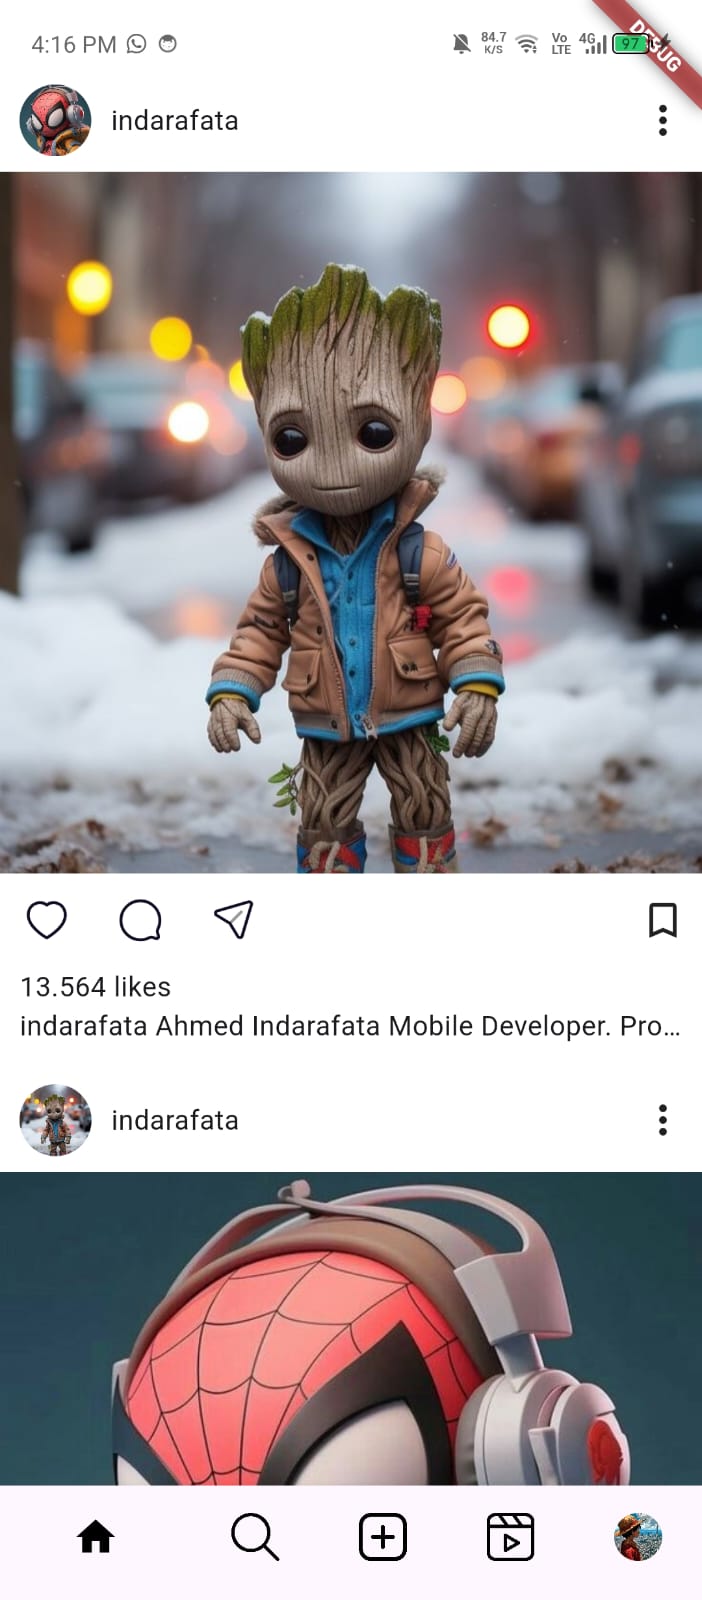 4:16 PM
84.7
K/S
Vo
LTE
4G
97
DEBUG
indarafata
13.564 likes
indarafata Ahmed Indarafata Mobile Developer. Pro...
indarafata